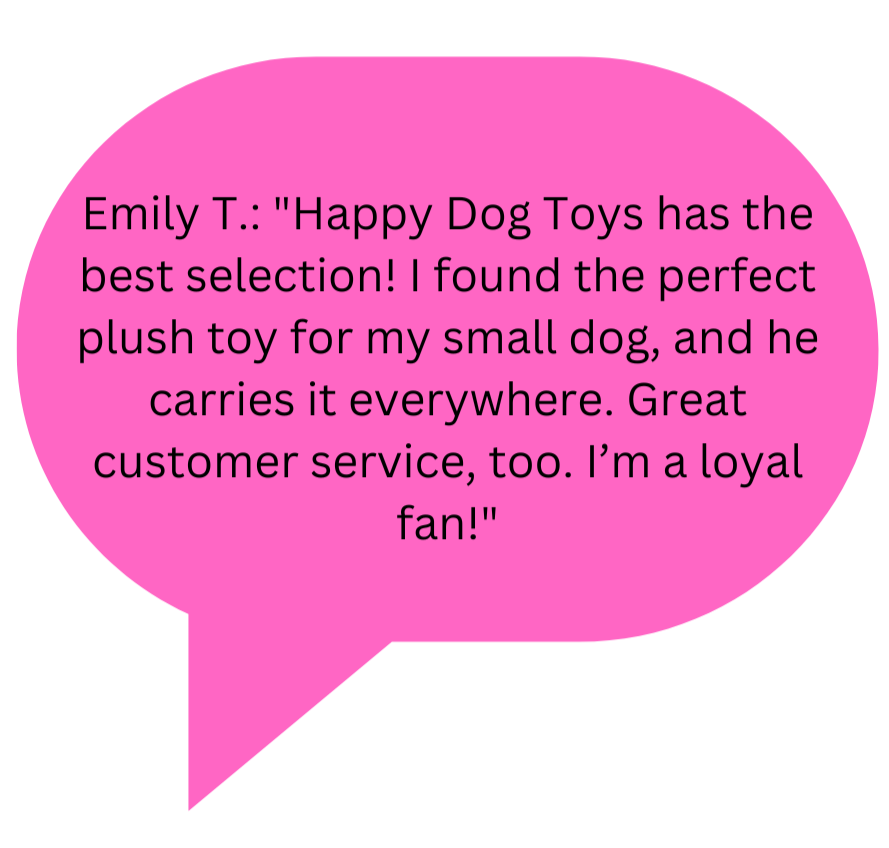 Emily T.: "Happy Dog Toys has the
best selection! I found the perfect
plush toy for my small dog, and he
carries it everywhere. Great
customer service, too. I’m a loyal
fan!"